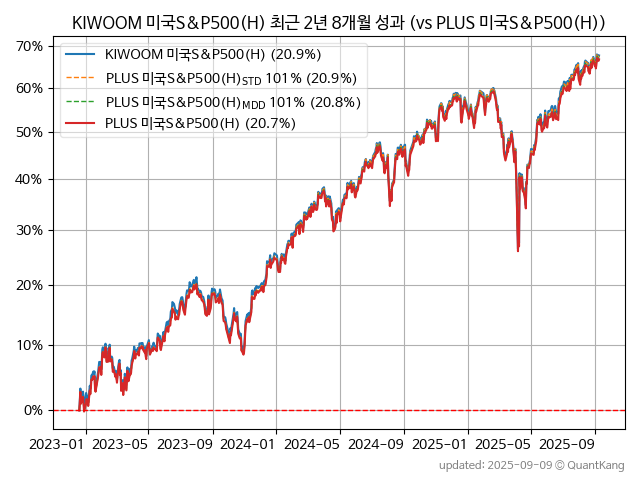 KIWOOM 미국S&P500(H) 최근 2년 8개월 성과 (vs PLUS 미국S&P500(H))
KIWOOM 미국S&P500(H) (20.9%)
PLUS 미국S&P500(H)STD 101% (20.9%)
PLUS 미국S&P500(H)MDD 101% (20.8%)
PLUS 미국S&P500(H) (20.7%)
70%
60%
50%
40%
30%
20%
10%
0%
2023-01 2023-05 2023-09 2024-01 2024-05 2024-09 2025-01 2025-05 2025-09
updated: 2025-09-09 © QuantKang